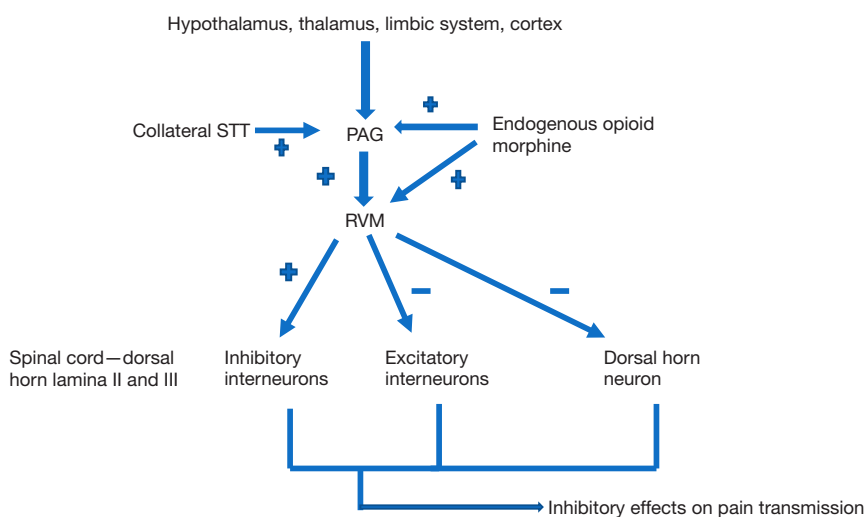 Hypothalamus, thalamus, limbic system, cortex
Collateral STT
PAG
Endogenous opioid
morphine
RVM
Spinal cord—dorsal
horn lamina II and III
Inhibitory
interneurons
Excitatory
interneurons
Dorsal horn
neuron
Inhibitory effects on pain transmission